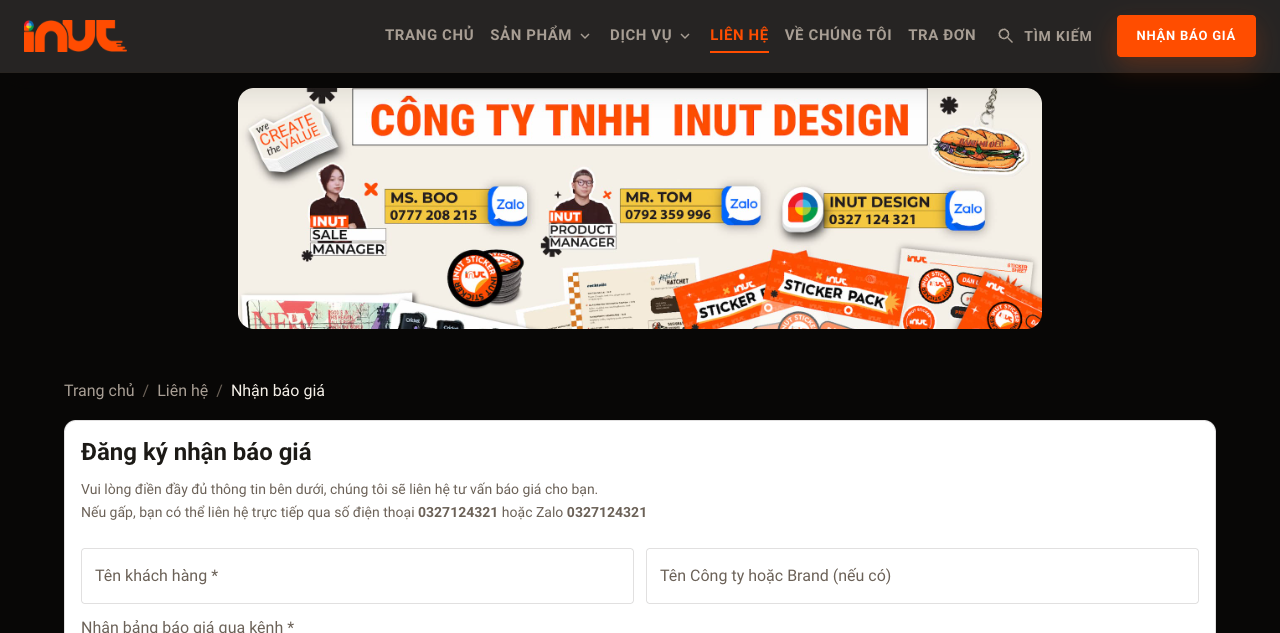 inut
TRANG CHỦ
SẢN PHẨM
DỊCH VỤ
LIÊN HỆ
VỀ CHÚNG TÔI
TRA ĐƠN
TÌM KIẾM
NHẬN BÁO GIÁ
CÔNG TY TNHH INUT DESIGN
we
CREATE
the VALUE
MS. BOO
0777 208 215
Zalo
INUT
SALE
MANAGER
MR. TOM
0792 359 996
Zalo
INUT
PRODUCT
MANAGER
INUT DESIGN
0327 124 321
Zalo
INUT STICKER
STICKER PACK
Trang chủ / Liên hệ / Nhận báo giá
Đăng ký nhận báo giá
Vui lòng điền đầy đủ thông tin bên dưới, chúng tôi sẽ liên hệ tư vấn báo giá cho bạn.
Nếu gấp, bạn có thể liên hệ trực tiếp qua số điện thoại 0327124321 hoặc Zalo 0327124321
Tên khách hàng *
Tên Công ty hoặc Brand (nếu có)
Nhận bảng báo giá qua kênh *